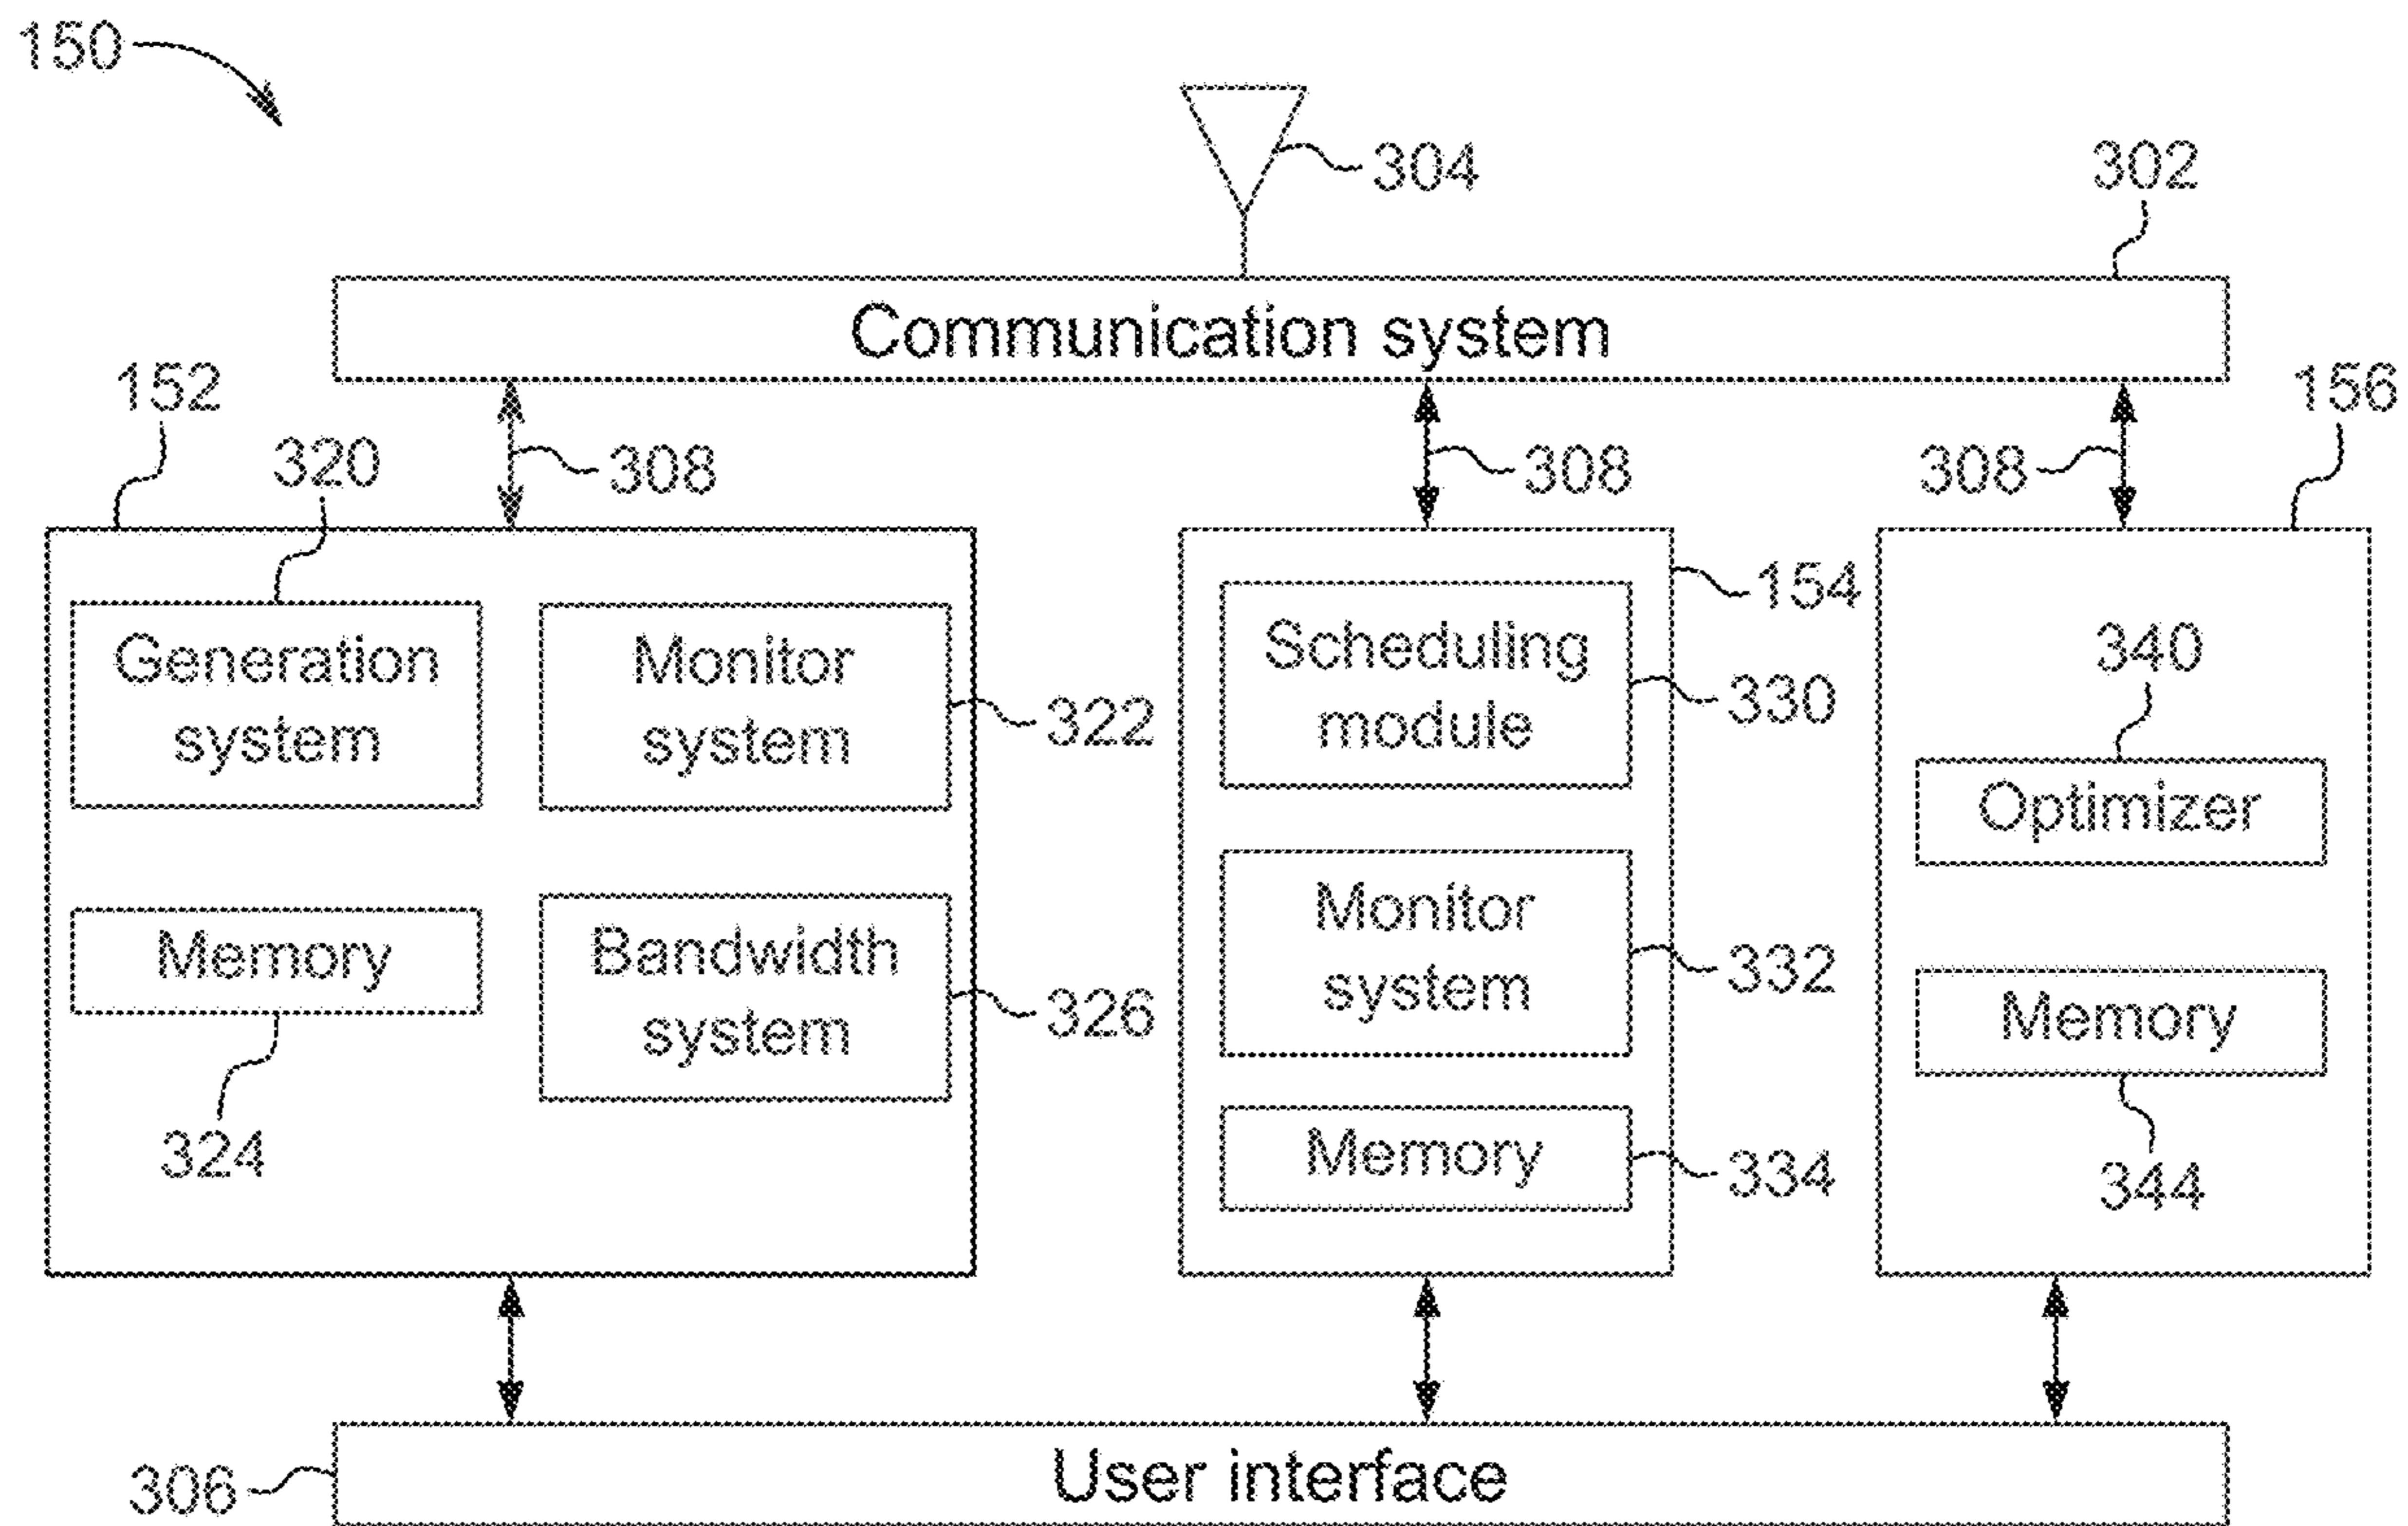 150
304
302
Communication system
152
156
320
308
308
308
154
Generation
system
Monitor
system
322
Scheduling
module
330
340
Optimizer
Memory
324
Bandwidth
system
326
Monitor
system
332
Memory
334
Memory
344
306
User interface